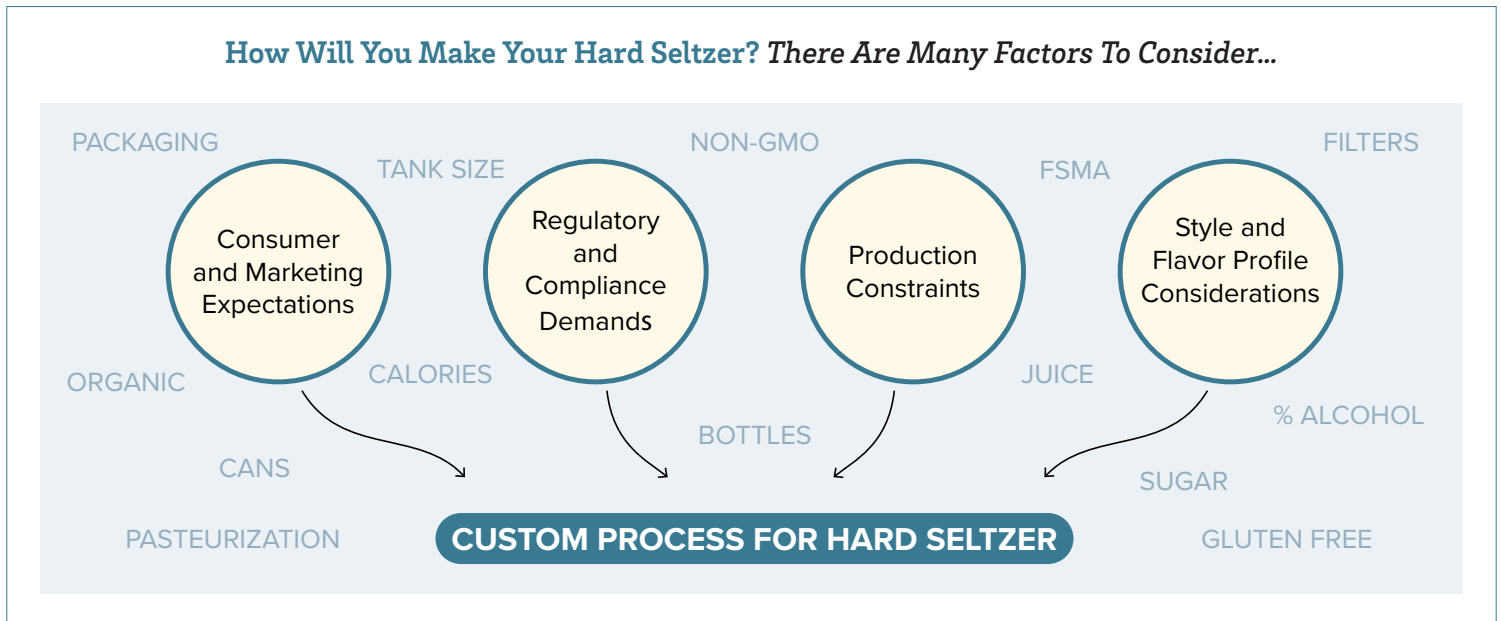 How Will You Make Your Hard Seltzer? There Are Many Factors To Consider...
PACKAGING
NON-GMO
FILTERS
TANK SIZE
FSMA
Consumer
and Marketing
Expectations
Regulatory
and
Compliance
Demands
Production
Constraints
Style and
Flavor Profile
Considerations
ORGANIC
CALORIES
JUICE
% ALCOHOL
BOTTLES
CANS
SUGAR
PASTEURIZATION
CUSTOM PROCESS FOR HARD SELTZER
GLUTEN FREE